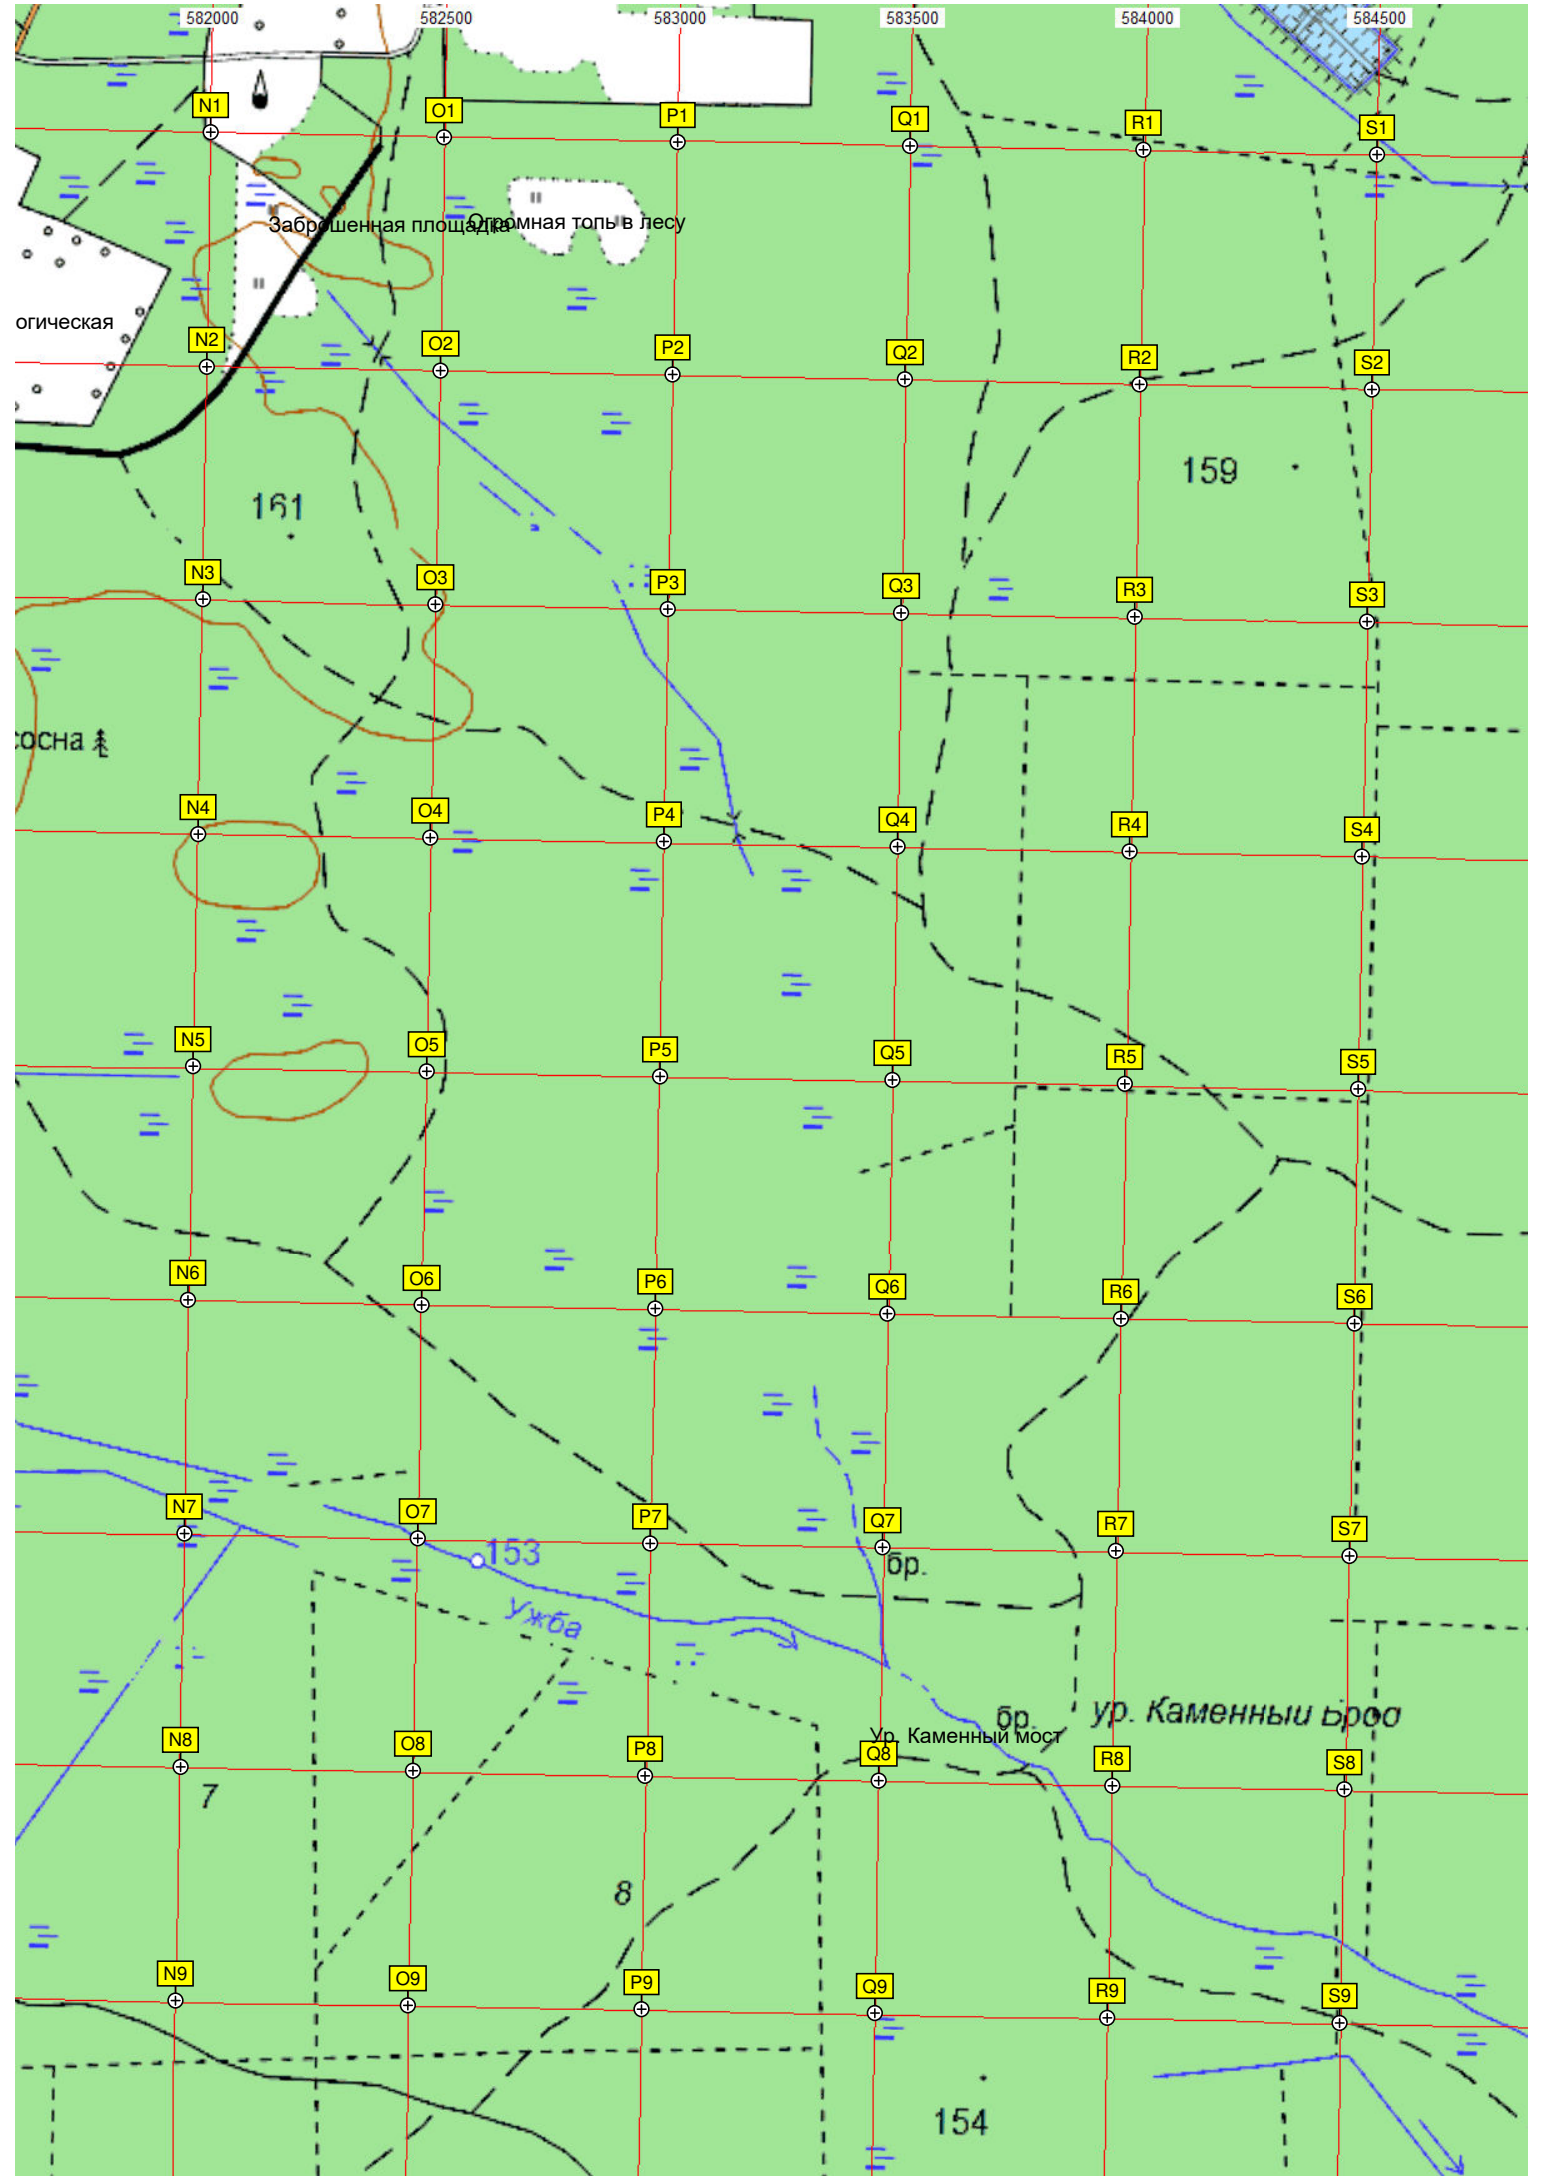 582000 582500 583000 583500 584000 584500
N1 O1 P1 Q1 R1 S1
Заброшенная площадка Огромная топь в лесу
огическая
N2 O2 P2 Q2 R2 S2
159
161
N3 O3 P3 Q3 R3 S3
сосна
N4 O4 P4 Q4 R4 S4
N5 O5 P5 Q5 R5 S5
N6 O6 P6 Q6 R6 S6
N7 O7 P7 Q7 R7 S7
153
бр.
Ужба
бр. ур. Каменный Брод
Ур. Каменный мост
N8 O8 P8 Q8 R8 S8
7
8
N9 O9 P9 Q9 R9 S9
154